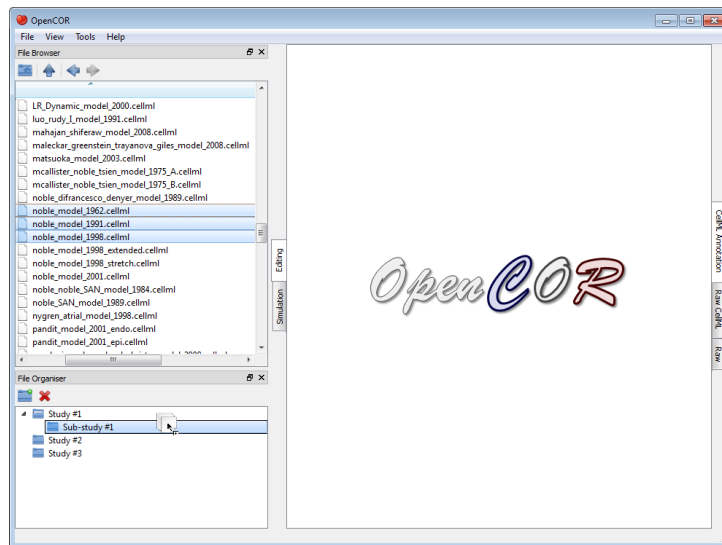 OpenCOR
File View Tools Help
File Browser
LR_Dynamic_model_2000.cellml
luo_rudy_I_model_1991.cellml
mahajan_shiferaw_model_2008.cellml
maleckar_greenstein_trayanova_giles_model_2008.cellml
matsuoka_model_2003.cellml
mcallister_noble_tsien_model_1975_A.cellml
mcallister_noble_tsien_model_1975_B.cellml
noble_difrancesco_denyer_model_1989.cellml
noble_model_1962.cellml
noble_model_1991.cellml
noble_model_1998.cellml
noble_model_1998_extended.cellml
noble_model_1998_stretch.cellml
noble_model_2001.cellml
noble_noble_SAN_model_1984.cellml
noble_SAN_model_1989.cellml
nygren_atrial_model_1998.cellml
pandit_model_2001_endo.cellml
pandit_model_2001_epi.cellml
File Organiser
Study #1
Sub-study #1
Study #2
Study #3
Editing
Simulation
OpenCOR
CellML Annotation
Raw CellML
Raw